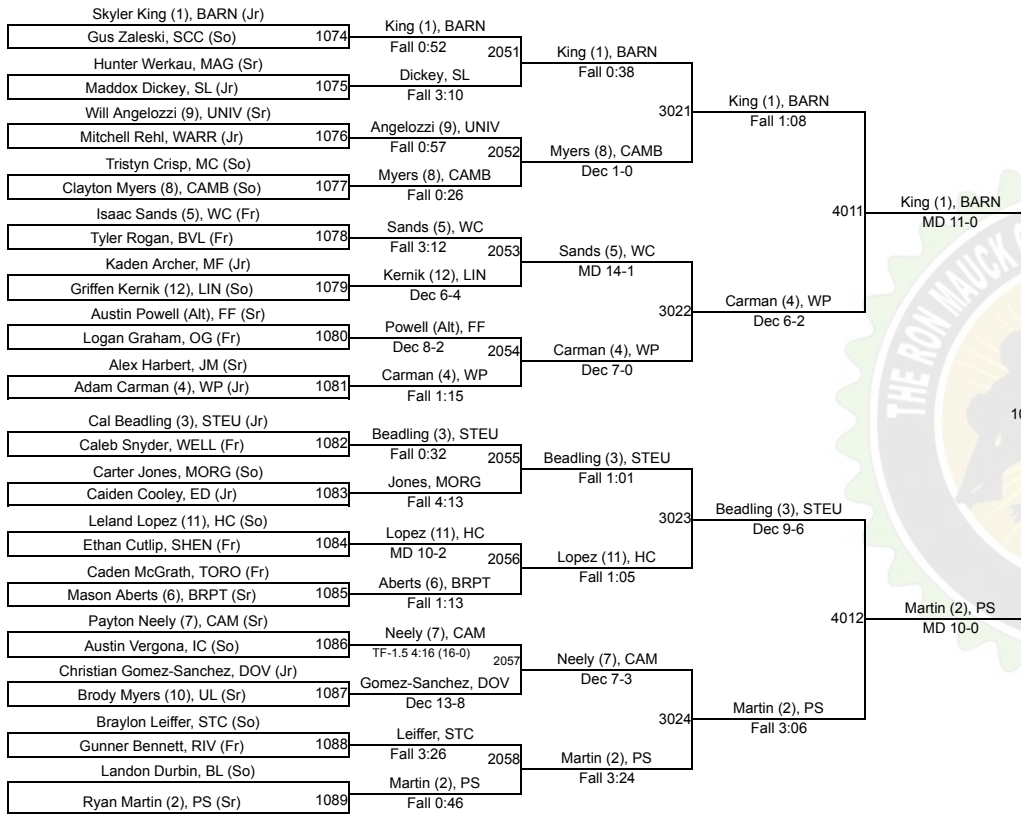 Skyler King (1), BARN (Jr)
Gus Zaleski, SCC (So)
1074
Hunter Werkau, MAG (Sr)
Maddox Dickey, SL (Jr)
1075
Will Angelozzi (9), UNIV (Sr)
Mitchell Rehl, WARR (Jr)
1076
Tristyn Crisp, MC (So)
Clayton Myers (8), CAMB (So)
1077
Isaac Sands (5), WC (Fr)
Tyler Rogan, BVL (Fr)
1078
Kaden Archer, MF (Jr)
Griffen Kernik (12), LIN (So)
1079
Austin Powell (Alt), FF (Sr)
Logan Graham, OG (Fr)
1080
Alex Harbert, JM (Sr)
Adam Carman (4), WP (Jr)
1081
Cal Beadling (3), STEU (Jr)
Caleb Snyder, WELL (Fr)
1082
Carter Jones, MORG (So)
Caiden Cooley, ED (Jr)
1083
Leland Lopez (11), HC (So)
Ethan Cutlip, SHEN (Fr)
1084
Caden McGrath, TORO (Fr)
Mason Aberts (6), BRPT (Sr)
1085
Payton Neely (7), CAM (Sr)
Austin Vergona, IC (So)
1086
Christian Gomez-Sanchez, DOV (Jr)
Brody Myers (10), UL (Sr)
1087
Braylon Leiffer, STC (So)
Gunner Bennett, RIV (Fr)
1088
Landon Durbin, BL (So)
Ryan Martin (2), PS (Sr)
1089
King (1), BARN
Fall 0:52
2051
Dickey, SL
Fall 3:10
Angelozzi (9), UNIV
Fall 0:57
2052
Myers (8), CAMB
Fall 0:26
Sands (5), WC
Fall 3:12
2053
Kernik (12), LIN
Dec 6-4
Powell (Alt), FF
Dec 8-2
2054
Carman (4), WP
Fall 1:15
Beadling (3), STEU
Fall 0:32
2055
Jones, MORG
Fall 4:13
Lopez (11), HC
MD 10-2
2056
Aberts (6), BRPT
Fall 1:13
Neely (7), CAM
TF-1.5 4:16 (16-0)
2057
Gomez-Sanchez, DOV
Dec 13-8
Leiffer, STC
Fall 3:26
2058
Martin (2), PS
Fall 0:46
King (1), BARN
Fall 0:38
3021
Myers (8), CAMB
Dec 1-0
Sands (5), WC
MD 14-1
3022
Carman (4), WP
Dec 7-0
Beadling (3), STEU
Fall 1:01
3023
Lopez (11), HC
Fall 1:05
Neely (7), CAM
Dec 7-3
3024
Martin (2), PS
Fall 3:24
King (1), BARN
Fall 1:08
4011
Carman (4), WP
Dec 6-2
Beadling (3), STEU
Dec 9-6
4012
Martin (2), PS
Fall 3:06
King (1), BARN
MD 11-0
Martin (2), PS
MD 10-0
THE RON MAUCK